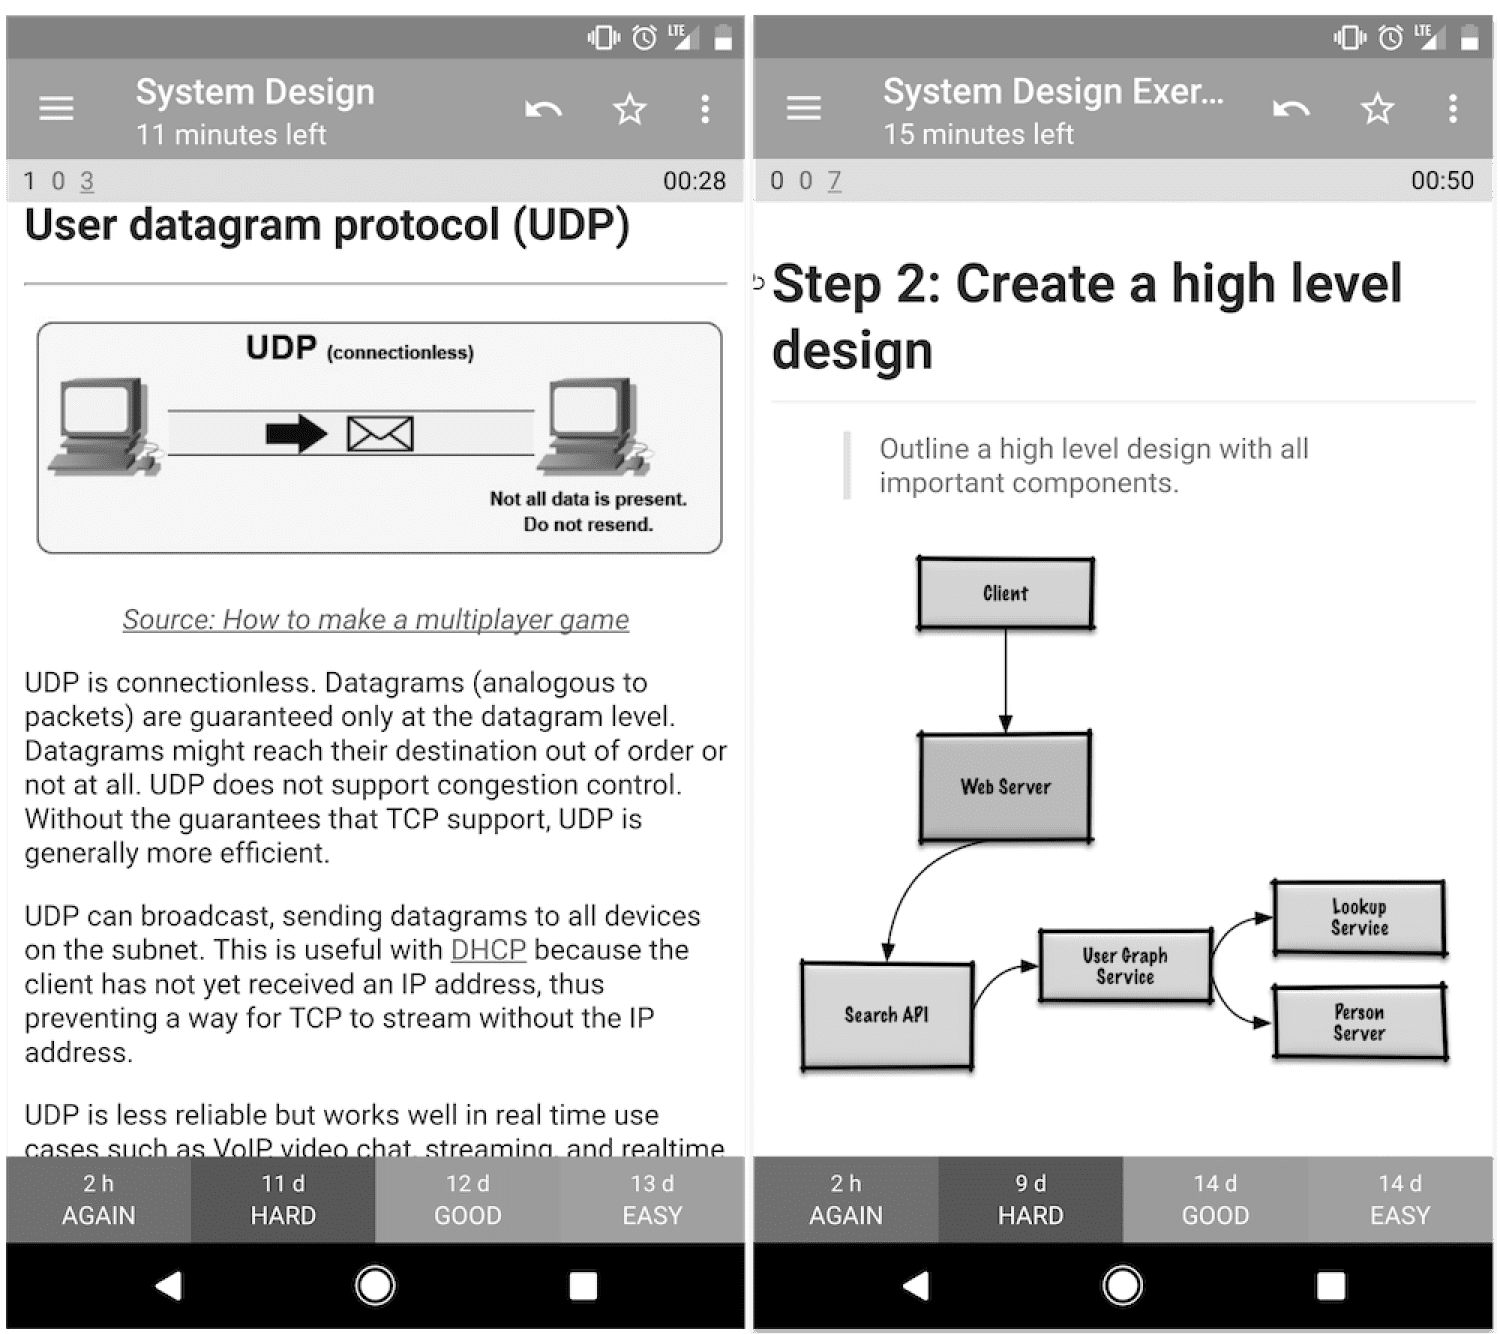 LTE
System Design
11 minutes left
1 0 3
00:28
User datagram protocol (UDP)
UDP (connectionless)
Not all data is present.
Do not resend.
Source: How to make a multiplayer game
UDP is connectionless. Datagrams (analogous to
packets) are guaranteed only at the datagram level.
Datagrams might reach their destination out of order or
not at all. UDP does not support congestion control.
Without the guarantees that TCP support, UDP is
generally more efficient.
UDP can broadcast, sending datagrams to all devices
on the subnet. This is useful with DHCP because the
client has not yet received an IP address, thus
preventing a way for TCP to stream without the IP
address.
UDP is less reliable but works well in real time use
cases such as VoIP, video chat, streaming, and realtime
2 h
AGAIN
11 d
HARD
12 d
GOOD
13 d
EASY
LTE
System Design Exer...
15 minutes left
0 0 7
00:50
Step 2: Create a high level
design
Outline a high level design with all
important components.
Client
Web Server
Search API
User Graph
Service
Lookup
Service
Person
Server
2 h
AGAIN
9 d
HARD
14 d
GOOD
14 d
EASY